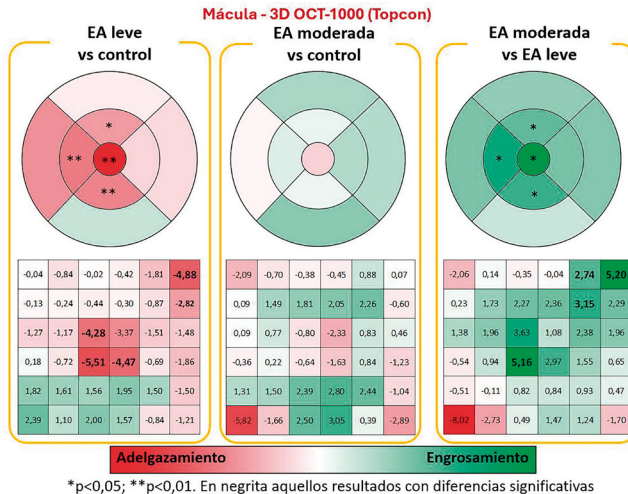 Mácula - 3D OCT-1000 (Topcon)
EA leve
vs control
EA moderada
vs control
EA moderada
vs EA leve
*
** **
**
*
* *
*
-0,04 -0,84 -0,02 -0,42 -1,81 -4,88
-0,13 -0,24 -0,44 -0,30 -0,87 -2,82
-1,27 -1,17 -4,28 -3,37 -1,51 -1,48
0,18 -0,72 -5,51 -4,47 -0,69 -1,86
1,82 1,61 1,56 1,95 1,50 -1,50
2,39 1,10 2,00 1,57 -0,84 -1,21
-2,09 -0,70 -0,38 -0,45 0,88 0,07
0,09 1,49 1,81 2,05 2,26 -0,60
0,09 0,77 -0,80 -2,33 0,83 0,46
-0,36 0,22 -0,64 -1,63 0,84 -1,23
1,31 1,50 2,39 2,80 2,44 -1,04
-5,82 -1,66 2,50 3,05 0,39 -2,89
-2,06 0,14 -0,35 -0,04 2,74 5,20
0,23 1,73 2,27 2,36 3,15 2,29
1,38 1,96 3,63 1,08 2,38 1,96
-0,54 0,94 5,16 2,97 1,55 0,65
-0,51 -0,11 0,82 0,84 0,93 0,47
-8,02 -2,73 0,49 1,47 1,24 -1,70
Adelgazamiento
Engrosamiento
*p<0,05; **p<0,01. En negrita aquellos resultados con diferencias significativas